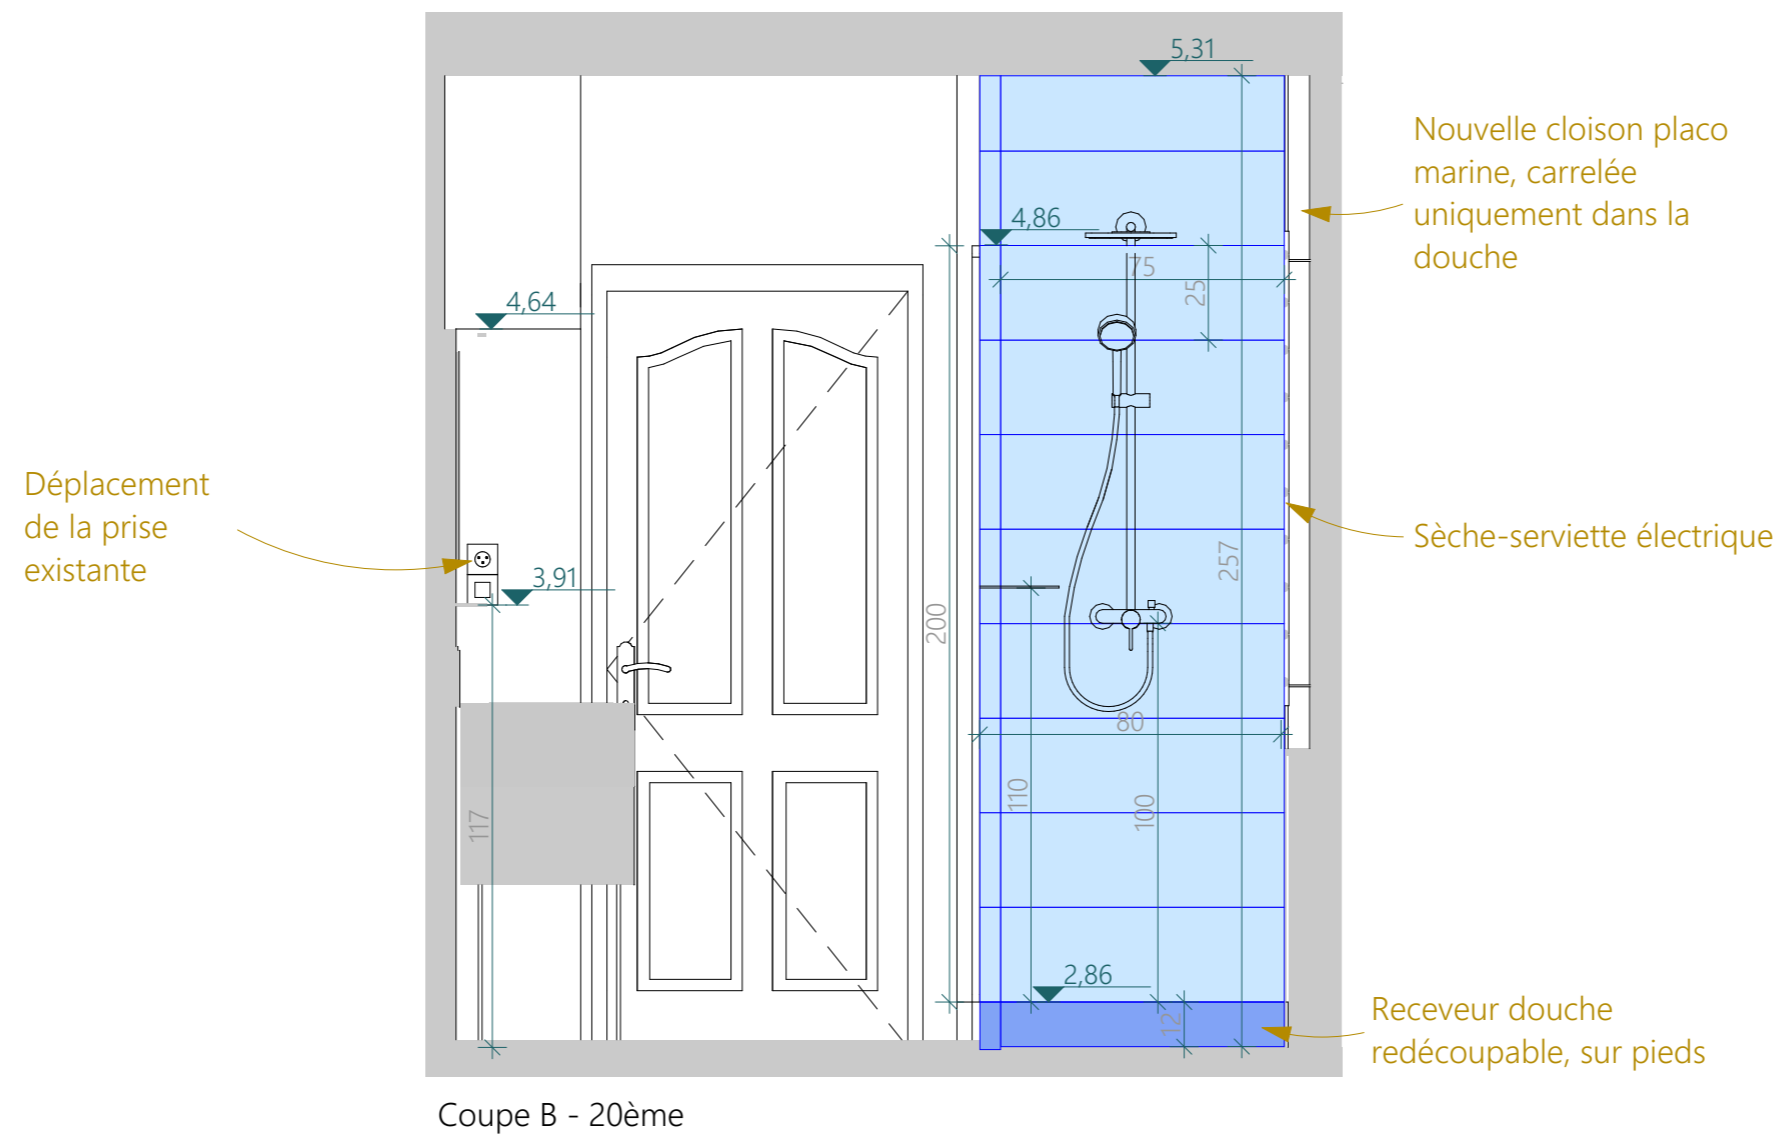 5,31
Nouvelle cloison placo
marine, carrelée
uniquement dans la
douche
4,86
75
25
4,64
Déplacement
de la prise
existante
3,91
Sèche-serviette électrique
257
200
80
110
100
117
2,86
12
Receveur douche
redécoupable, sur pieds
Coupe B - 20ème